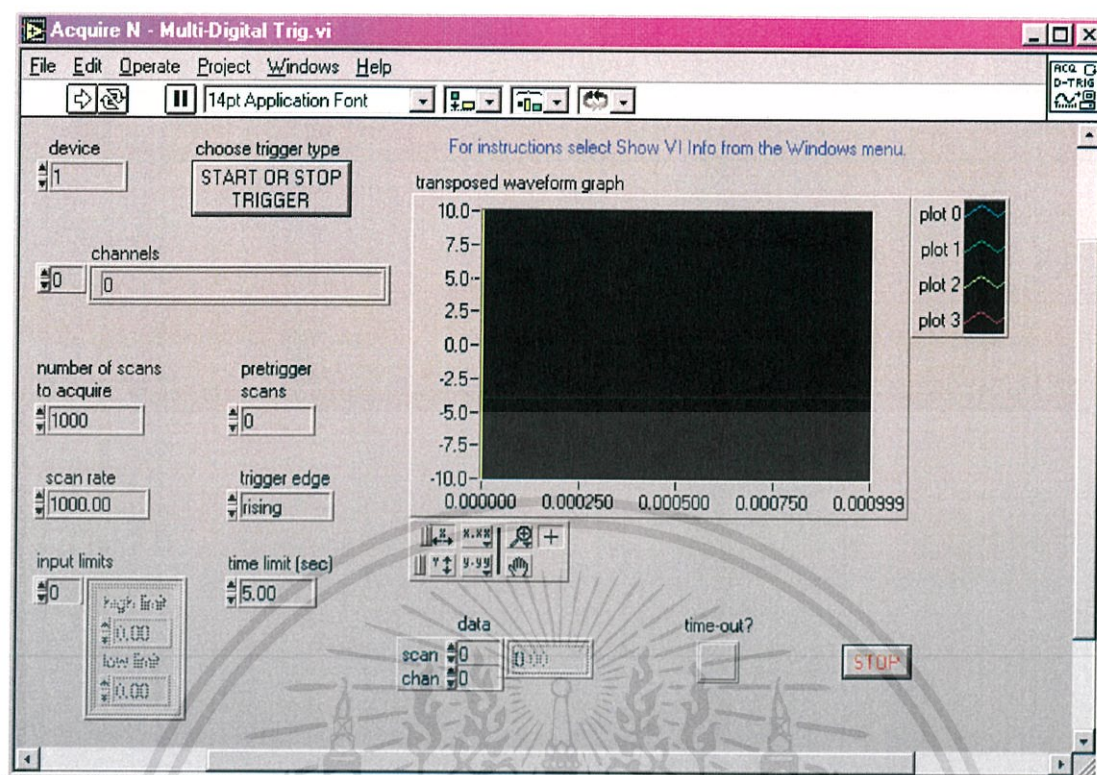 Acquire N - Multi-Digital Trig.vi
File Edit Operate Project Windows Help
ACQ
D-TRIG
14pt Application Font
device
1
choose trigger type
START OR STOP
TRIGGER
For instructions select Show VI Info from the Windows menu.
channels
0
0
number of scans
to acquire
1000
pretrigger
scans
0
scan rate
1000.00
trigger edge
rising
input limits
0
high limit
0.00
low limit
0.00
time limit (sec)
5.00
transposed waveform graph
10.0
7.5
5.0
2.5
0.0
-2.5
-5.0
-7.5
-10.0
0.000000 0.000250 0.000500 0.000750 0.000999
plot 0
plot 1
plot 2
plot 3
X x.xx
Y y.yy
data
scan 0
chan 0
0.00
time-out?
STOP